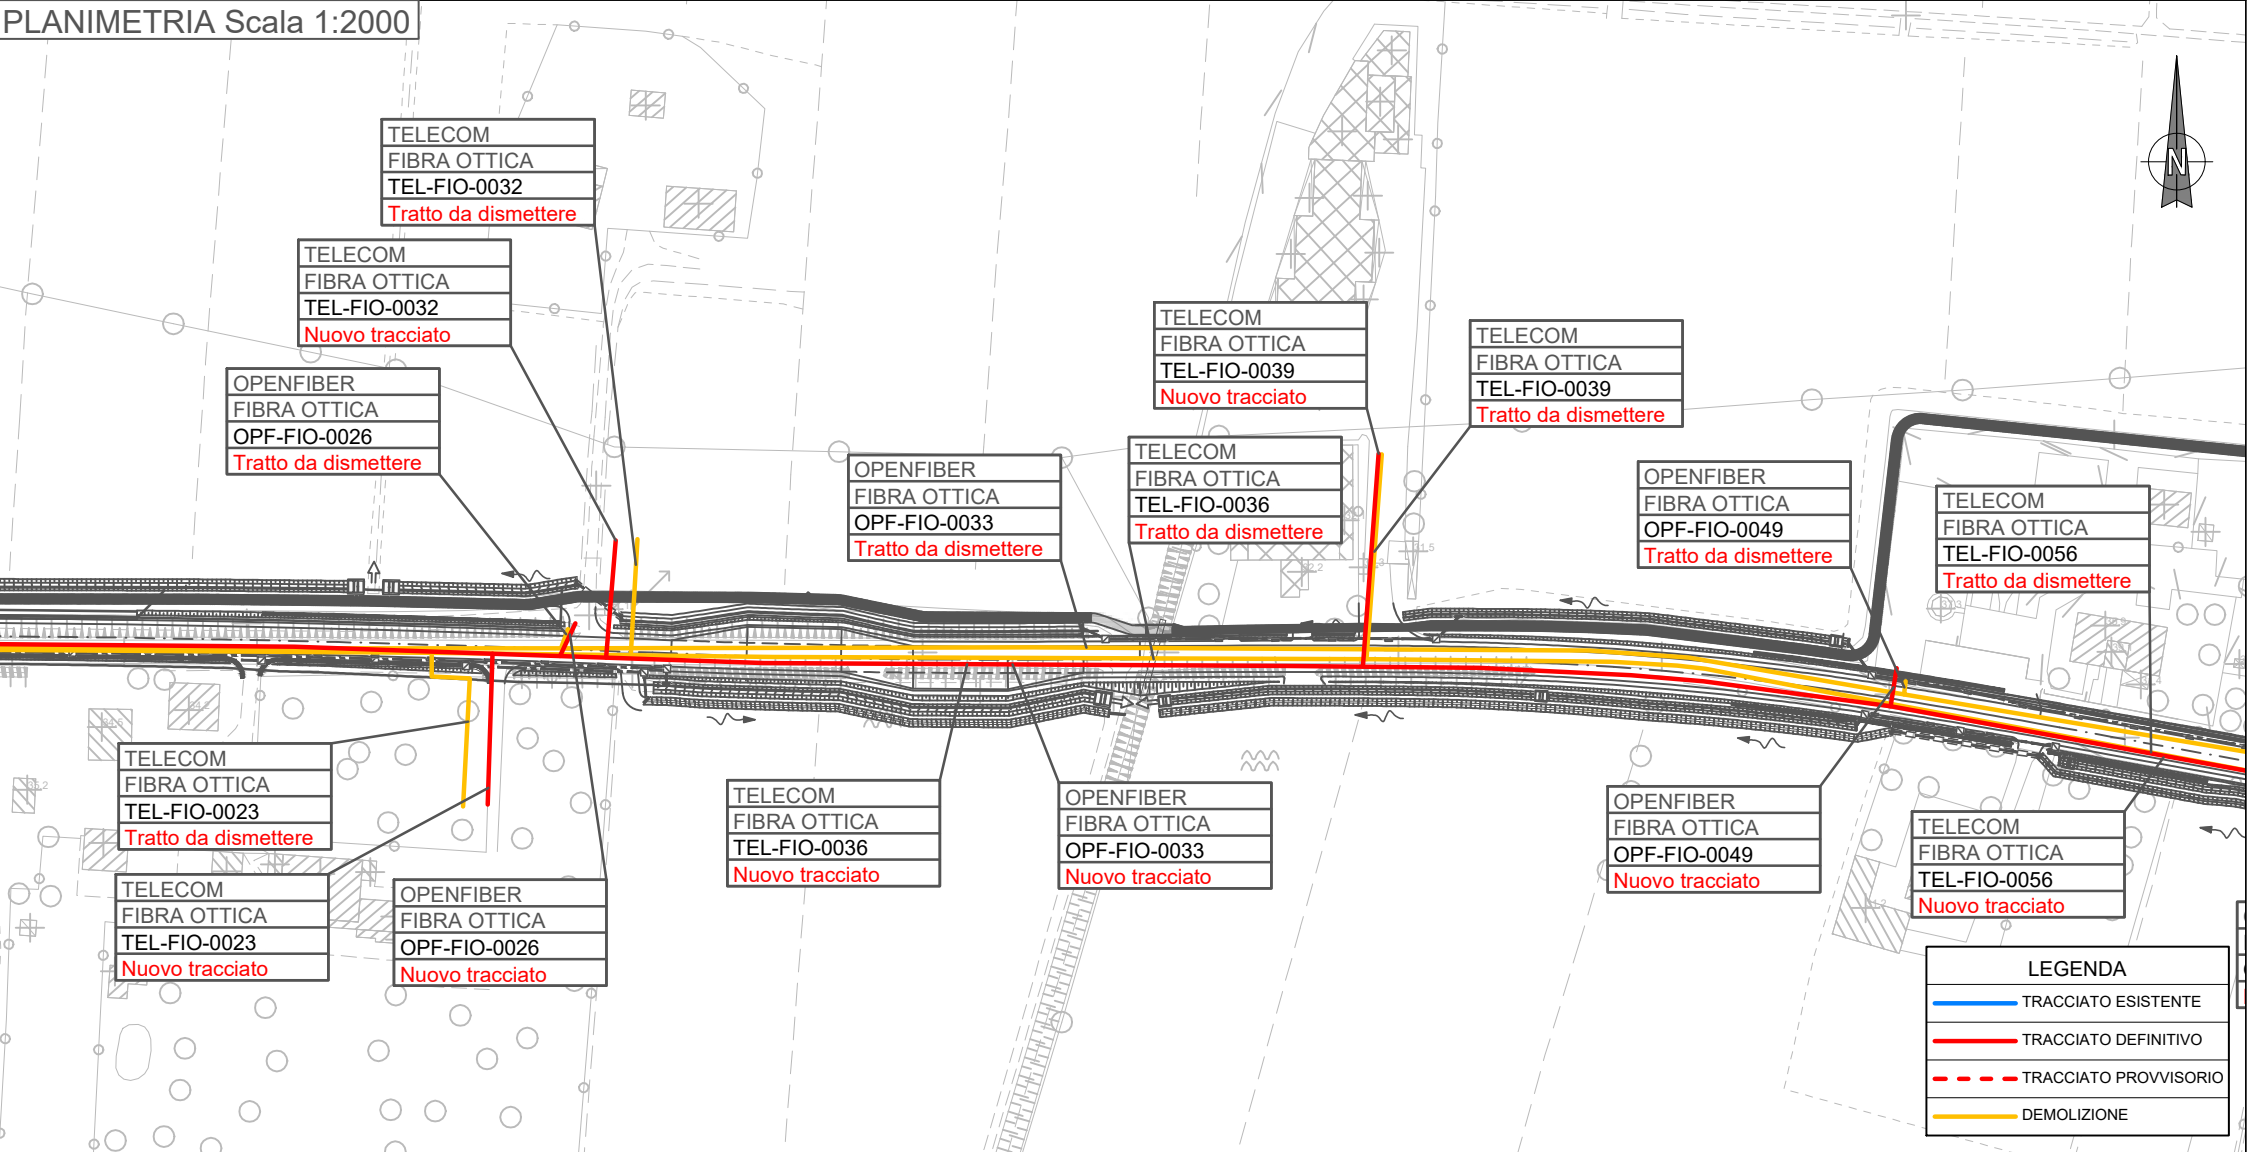 PLANIMETRIA Scala 1:2000
N
TELECOM
FIBRA OTTICA
TEL-FIO-0032
Tratto da dismettere
TELECOM
FIBRA OTTICA
TEL-FIO-0032
Nuovo tracciato
OPENFIBER
FIBRA OTTICA
OPF-FIO-0026
Tratto da dismettere
TELECOM
FIBRA OTTICA
TEL-FIO-0039
Nuovo tracciato
TELECOM
FIBRA OTTICA
TEL-FIO-0039
Tratto da dismettere
OPENFIBER
FIBRA OTTICA
OPF-FIO-0033
Tratto da dismettere
TELECOM
FIBRA OTTICA
TEL-FIO-0036
Tratto da dismettere
OPENFIBER
FIBRA OTTICA
OPF-FIO-0049
Tratto da dismettere
TELECOM
FIBRA OTTICA
TEL-FIO-0056
Tratto da dismettere
TELECOM
FIBRA OTTICA
TEL-FIO-0023
Tratto da dismettere
TELECOM
FIBRA OTTICA
TEL-FIO-0023
Nuovo tracciato
OPENFIBER
FIBRA OTTICA
OPF-FIO-0026
Nuovo tracciato
TELECOM
FIBRA OTTICA
TEL-FIO-0036
Nuovo tracciato
OPENFIBER
FIBRA OTTICA
OPF-FIO-0033
Nuovo tracciato
OPENFIBER
FIBRA OTTICA
OPF-FIO-0049
Nuovo tracciato
TELECOM
FIBRA OTTICA
TEL-FIO-0056
Nuovo tracciato
LEGENDA
TRACCIATO ESISTENTE
TRACCIATO DEFINITIVO
TRACCIATO PROVVISORIO
DEMOLIZIONE